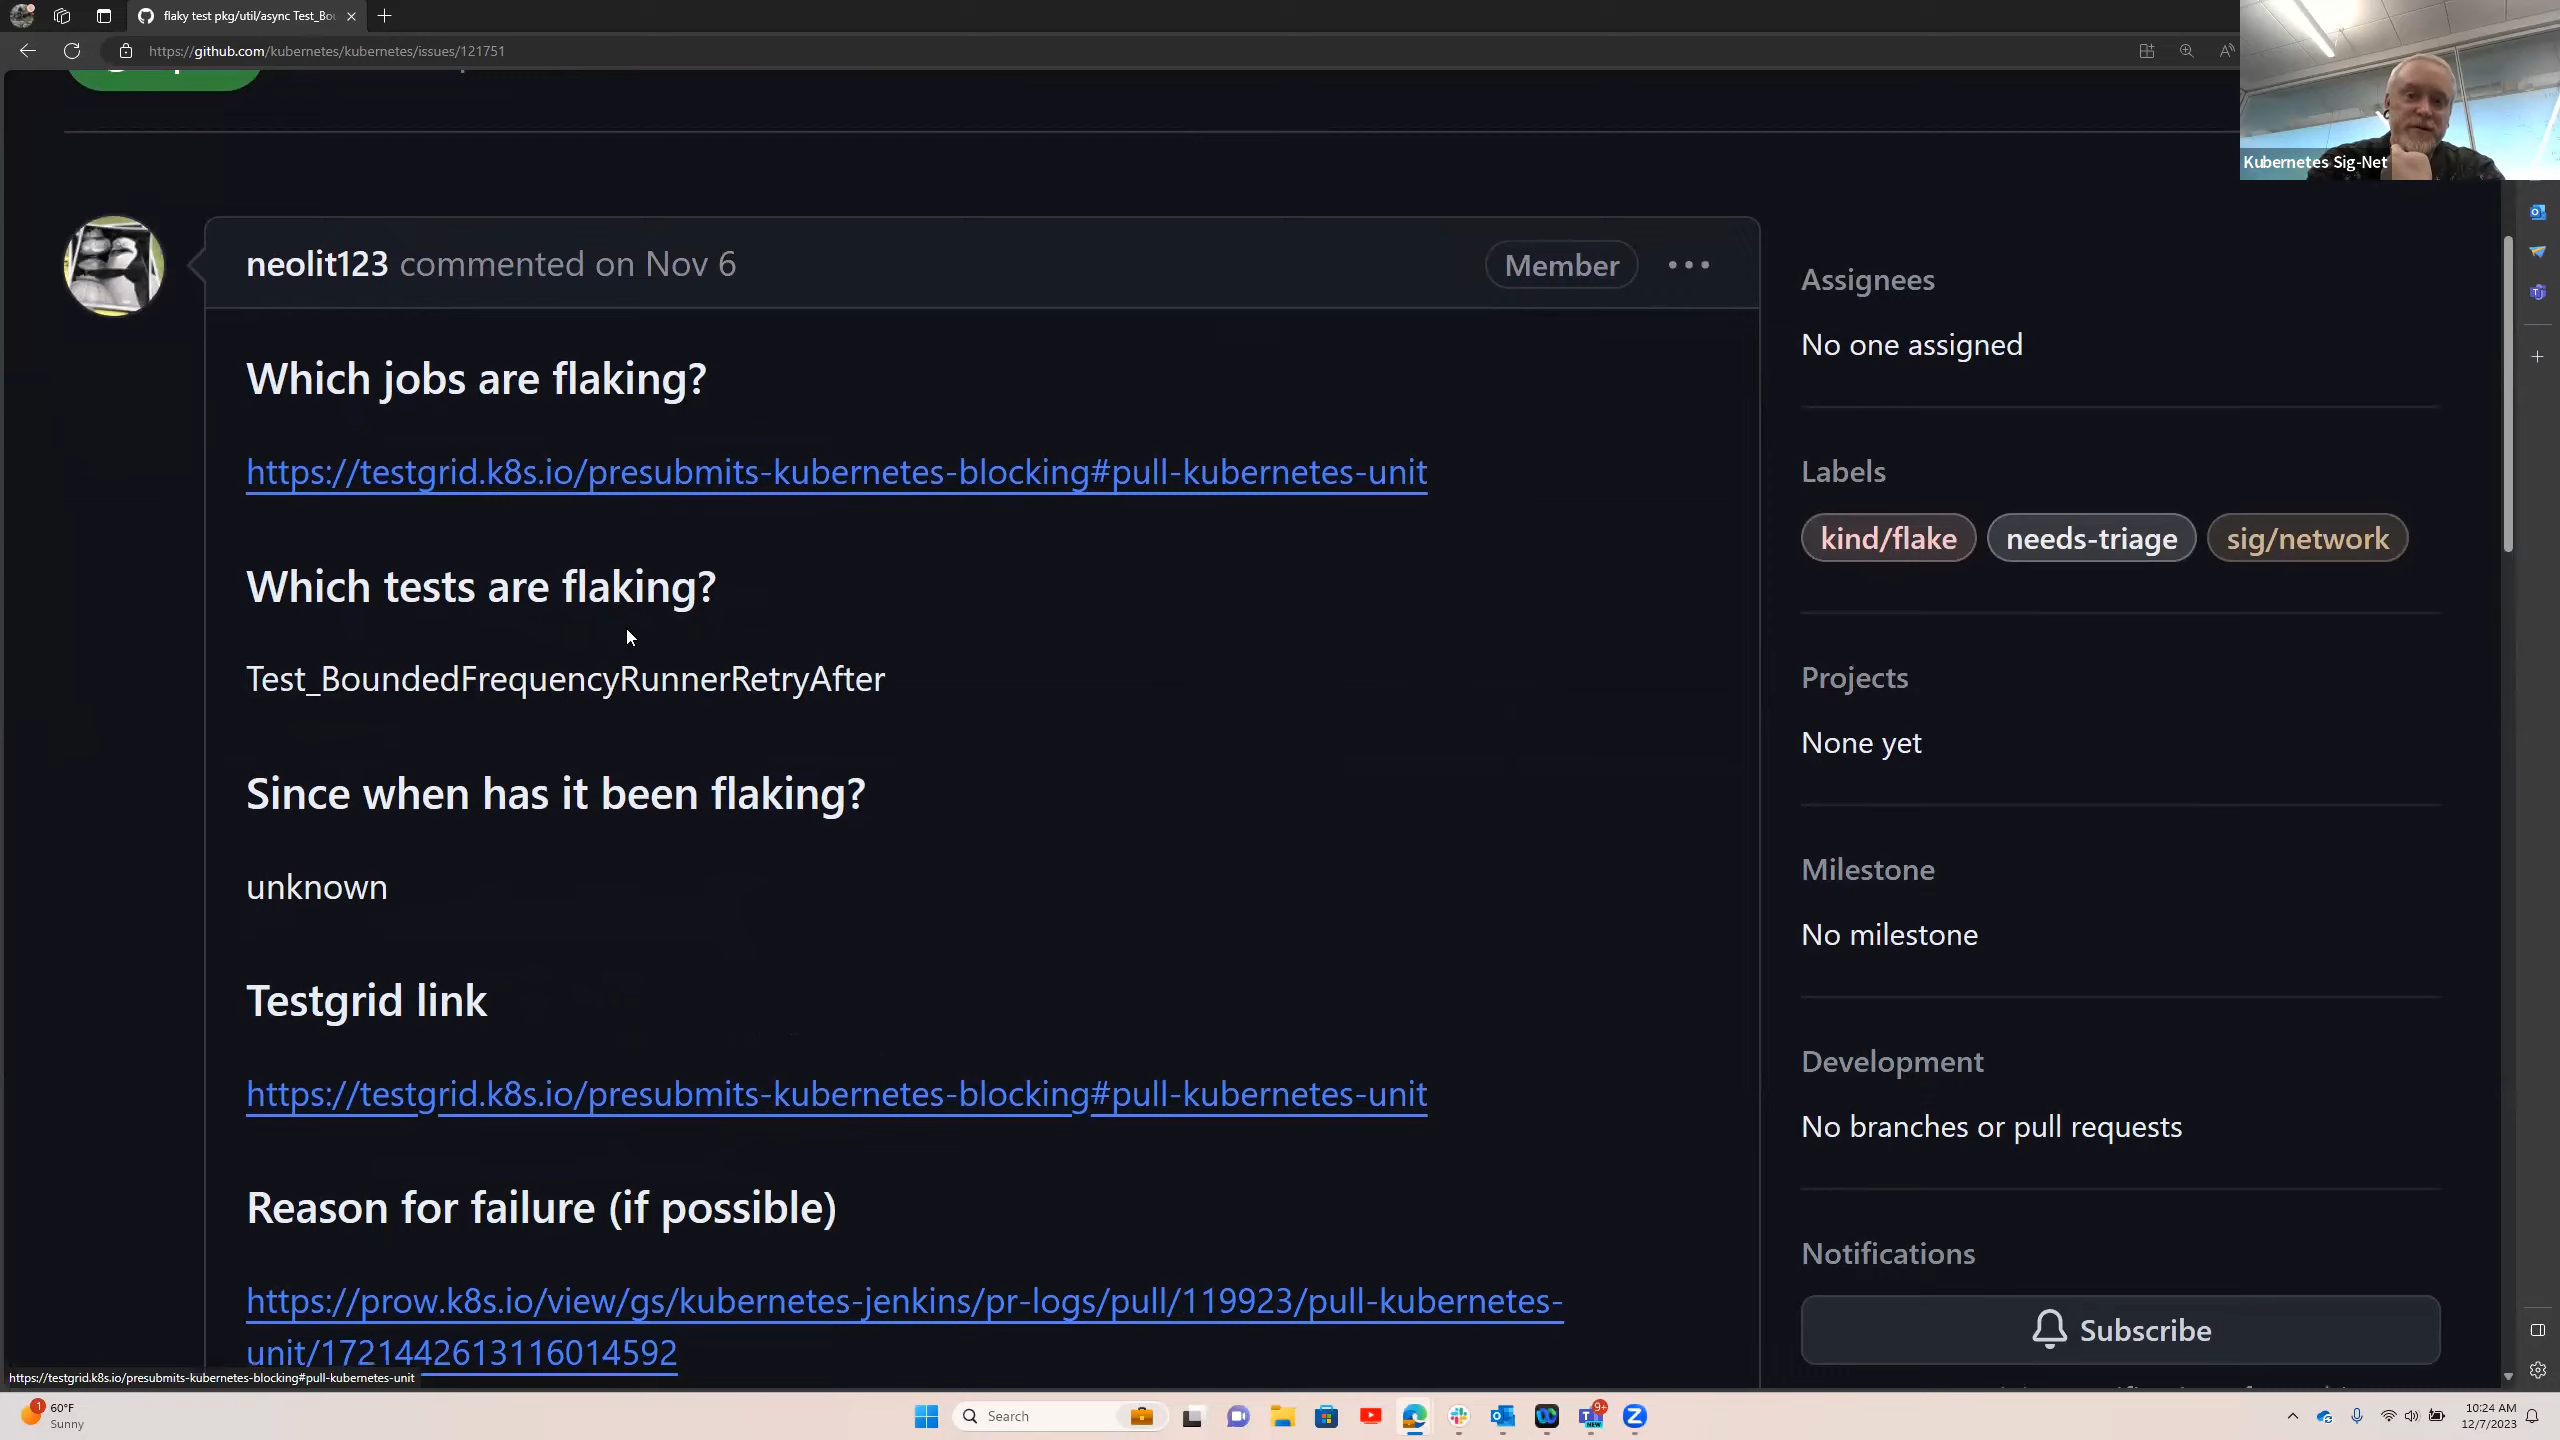 flaky test pkg/util/async Test_Bou
https://github.com/kubernetes/kubernetes/issues/121751
Kubernetes Sig-Net
neolit123 commented on Nov 6
Member
Which jobs are flaking?
https://testgrid.k8s.io/presubmits-kubernetes-blocking#pull-kubernetes-unit
Which tests are flaking?
Test_BoundedFrequencyRunnerRetryAfter
Since when has it been flaking?
unknown
Testgrid link
https://testgrid.k8s.io/presubmits-kubernetes-blocking#pull-kubernetes-unit
Reason for failure (if possible)
https://prow.k8s.io/view/gs/kubernetes-jenkins/pr-logs/pull/119923/pull-kubernetes-
unit/1721442613116014592
Assignees
No one assigned
Labels
kind/flake needs-triage sig/network
Projects
None yet
Milestone
No milestone
Development
No branches or pull requests
Notifications
Subscribe
https://testgrid.k8s.io/presubmits-kubernetes-blocking#pull-kubernetes-unit
1
60°F
Sunny
Search
9+
NEW
10:24 AM
12/7/2023